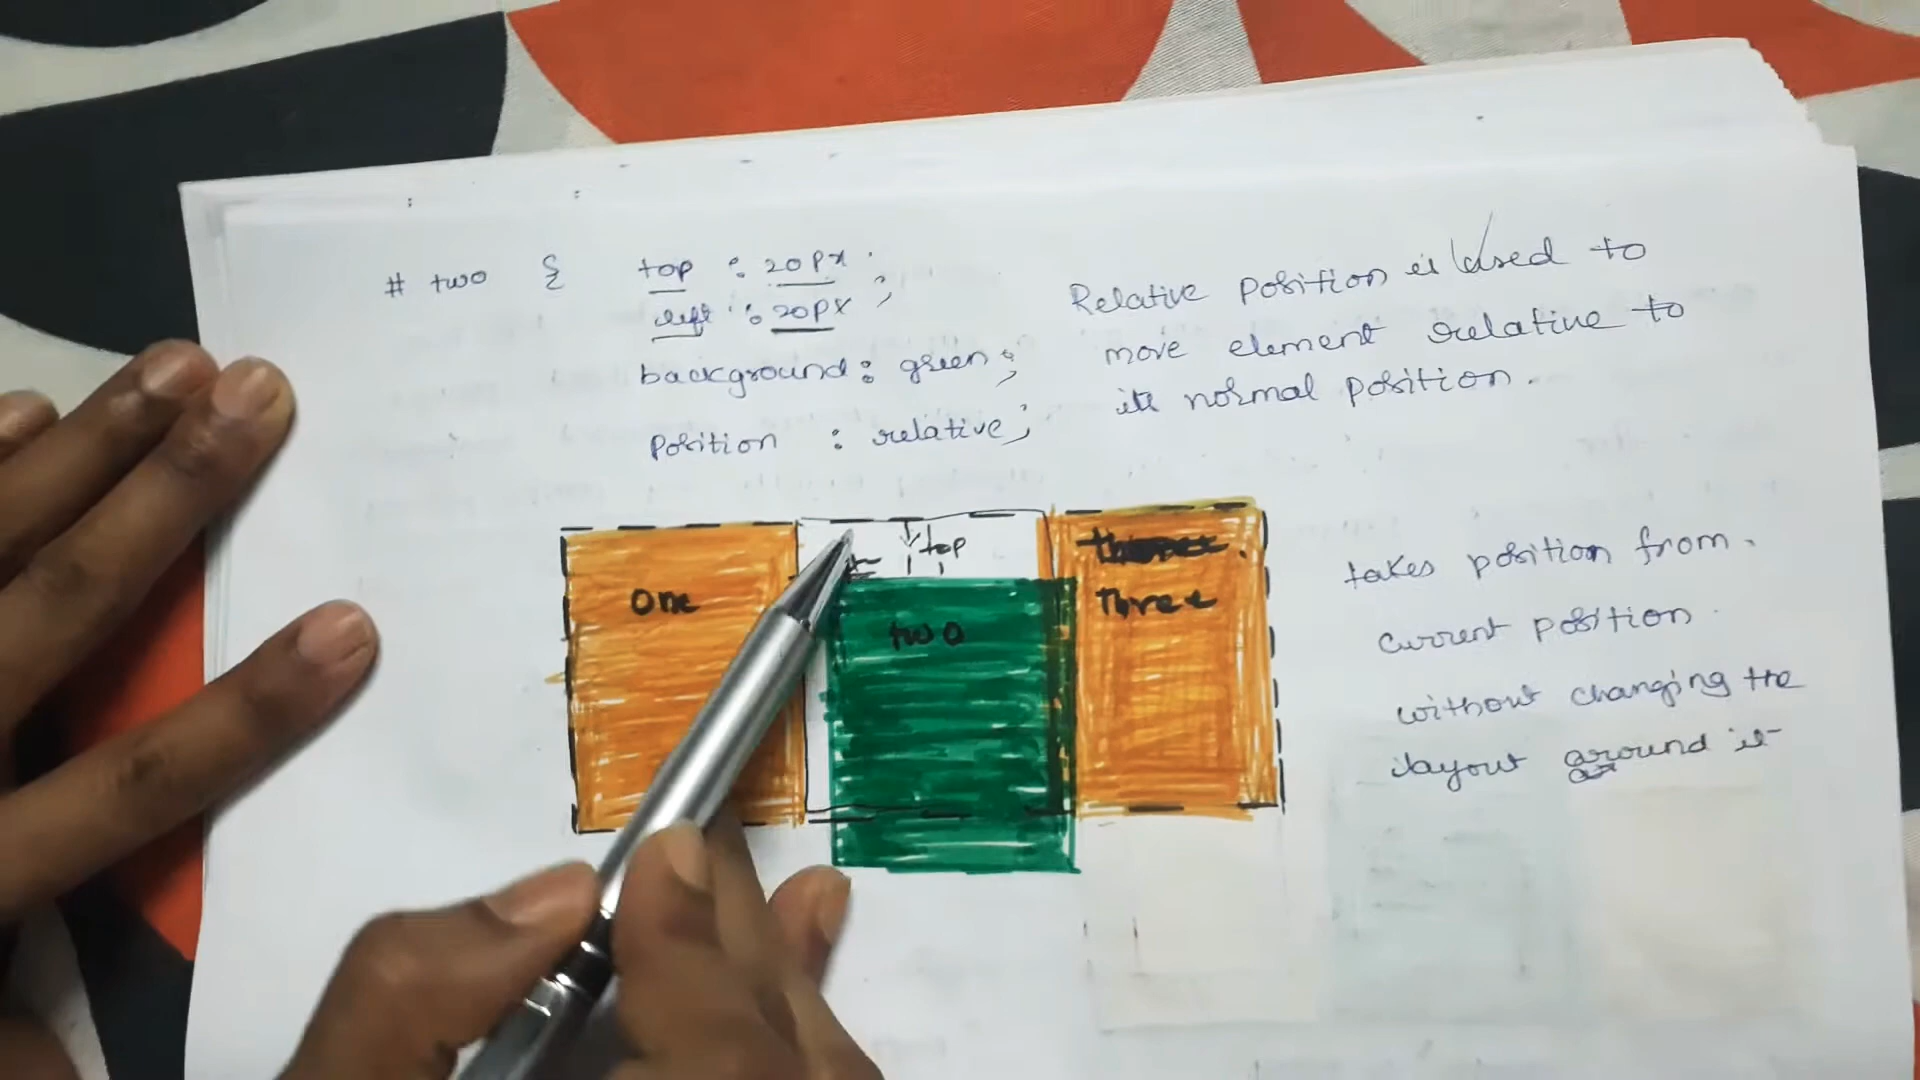 # two { top : 20px ;
left : 20px ;
background : green ;
position : relative ;
Relative position is used to
move element relative to
its normal position.
top
one
two
three
takes position from.
current position.
without changing the
layout around it